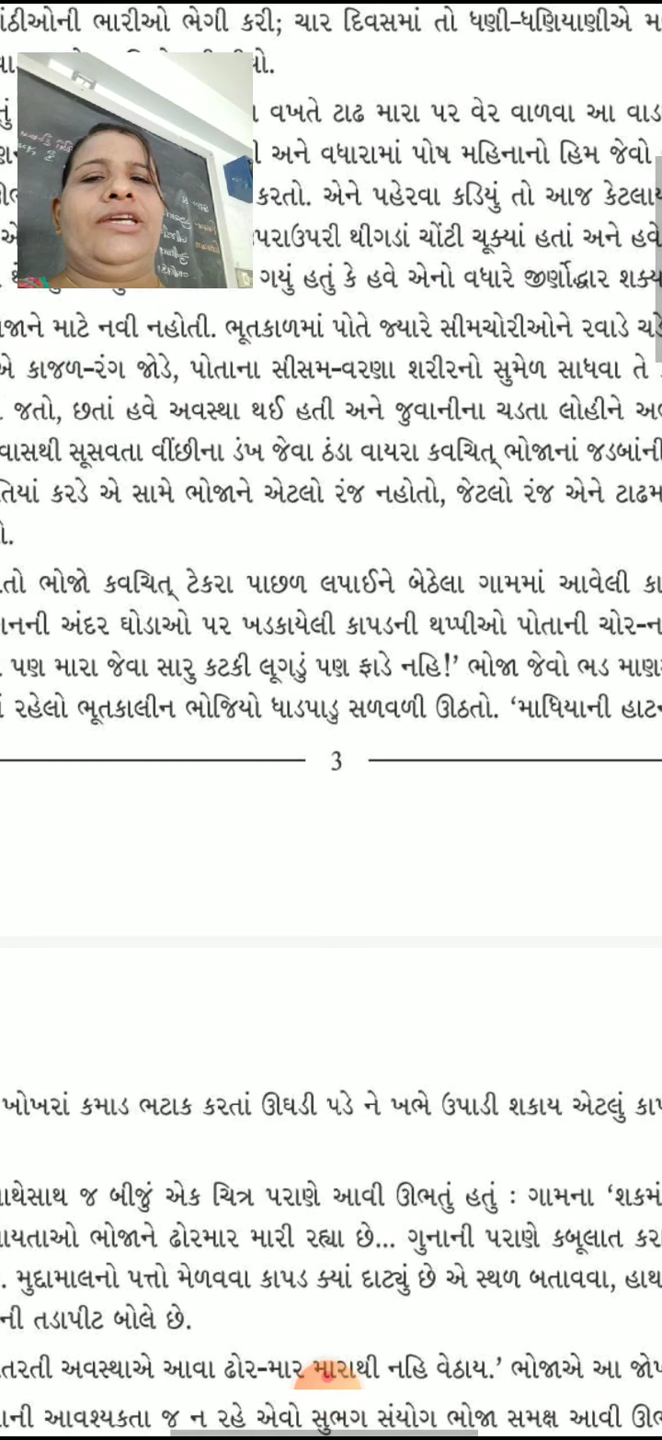 ાંઠીઓની ભારીઓ ભેગી કરી; ચાર દિવસમાં તો ધણી-ધણિયાણીએ મ
યો.
વખતે ટાઢ મારા પર વેર વાળવા આ વાડ
અને વધારામાં પોષ મહિનાનો હિમ જેવો
કરતો. એને પહેરવા કડિયું તો આજ કેટલાય
પરાઉપરી થીગડાં ચોંટી ચૂક્યાં હતાં અને હવે
ગયું હતું કે હવે એનો વધારે જીર્ણોદ્ધાર શક્ય
જાને માટે નવી નહોતી. ભૂતકાળમાં પોતે જ્યારે સીમચોરીઓને રવાડે ચડે
એ કાજળ-રંગ જોડે, પોતાના સીસમ-વરણા શરીરનો સુમેળ સાધવા તે
જતો, છતાં હવે અવસ્થા થઈ હતી અને જુવાનીના ચડતા લોહીને
વાસથી સૂસવતા વીંછીના ડંખ જેવા ઠંડા વાયરા કવચિત્ ભોજાનાં જડબાંની
તિયાં કરડે એ સામે ભોજાને એટલો રંજ નહોતો, જેટલો રંજ એને ટાઢમ
ો.
તો ભોજો કવચિત્ ટેકરા પાછળ લપાઈને બેઠેલા ગામમાં આવેલી કા
ાનની અંદર ઘોડાઓ પર ખડકાયેલી કાપડની થપ્પીઓ પોતાની ચોર-ન
પણ મારા જેવા સારુ કટકી લૂગડું પણ ફાડે નહિ!’ ભોજા જેવો ભડ માણ
ાં રહેલો ભૂતકાલીન ભોજિયો ધાડપાડુ સળવળી ઊઠતો. ‘માધિયાની હાટ
3
ખોખરાં કમાડ ભટાક કરતાં ઊઘડી પડે ને ખભે ઉપાડી શકાય એટલું કાપ
ાથેસાથ જ બીજું એક ચિત્ર પરાણે આવી ઊભતું હતું : ગામના ‘શકમં
ાયતાઓ ભોજાને ઢોરમાર મારી રહ્યા છે... ગુનાની પરાણે કબૂલાત કરા
. મુદ્દામાલનો પત્તો મેળવવા કાપડ ક્યાં દાટ્યું છે એ સ્થળ બતાવવા, હાથ
ની તડાપીટ બોલે છે.
તરતી અવસ્થાએ આવા ઢોર-માર મારાથી નહિ વેઠાય.’ ભોજાએ આ જોખ
ાની આવશ્યકતા જ ન રહે એવો સુભગ સંયોગ ભોજા સમક્ષ આવી ઊભ